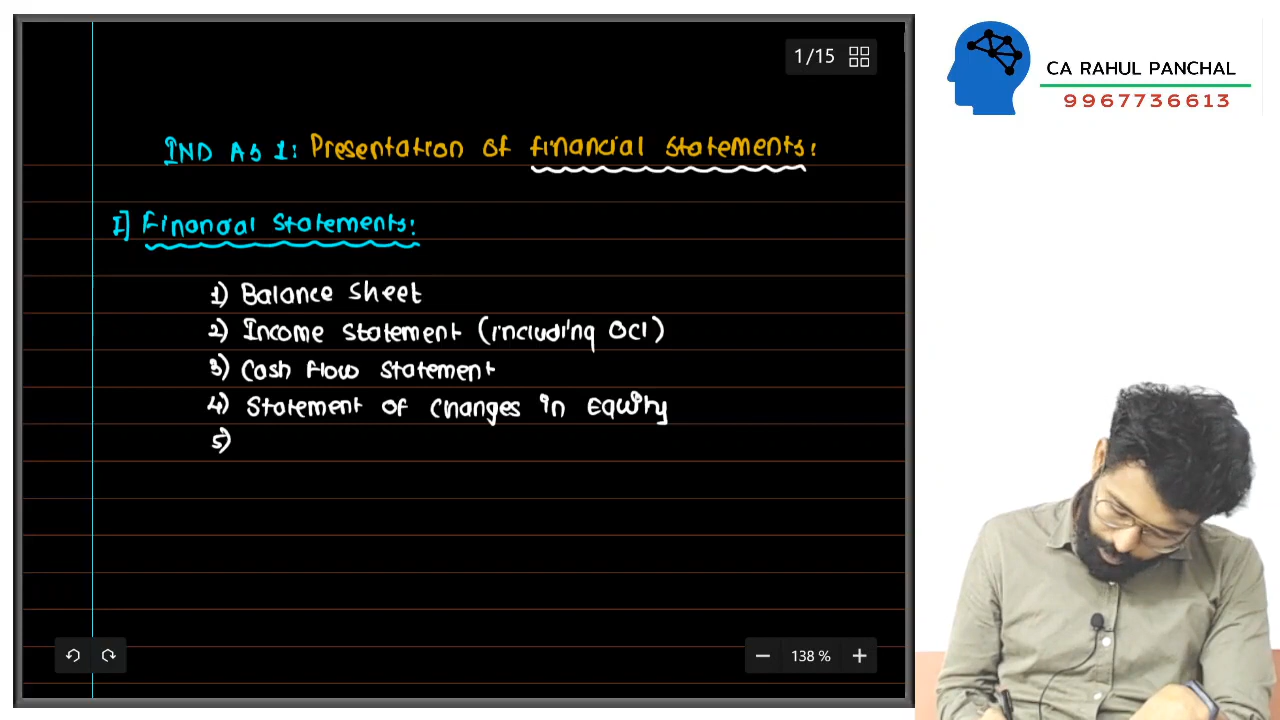 1/15
CA RAHUL PANCHAL
9967736613
IND AS 1: Presentation of Financial Statements:
I] Financial Statements:
1) Balance Sheet
2) Income Statement (including OCI)
3) Cash Flow Statement
4) Statement of Changes in Equity
5)
138 %